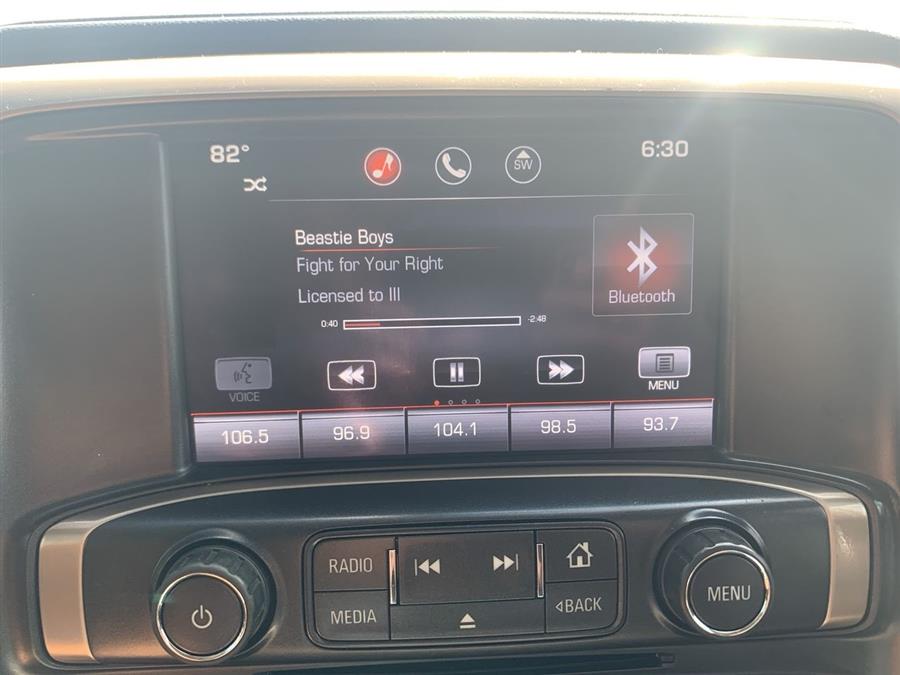 82°
SW
6:30
Beastie Boys
Fight for Your Right
Licensed to Ill
Bluetooth
0:40
-2:48
VOICE
MENU
106.5
96.9
104.1
98.5
93.7
RADIO
MEDIA
BACK
MENU